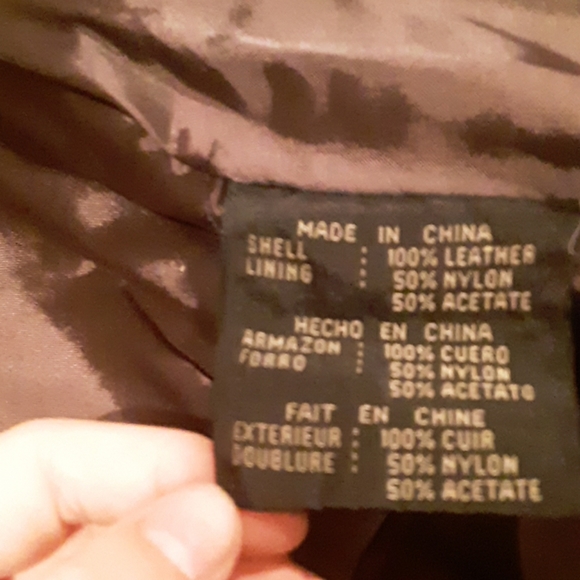 MADE IN CHINA
SHELL : 100% LEATHER
LINING : 50% NYLON
50% ACETATE
HECHO EN CHINA
ARMAZON : 100% CUERO
FORRO : 50% NYLON
50% ACETATO
FAIT EN CHINE
EXTERIEUR : 100% CUIR
DOUBLURE : 50% NYLON
50% ACETATE